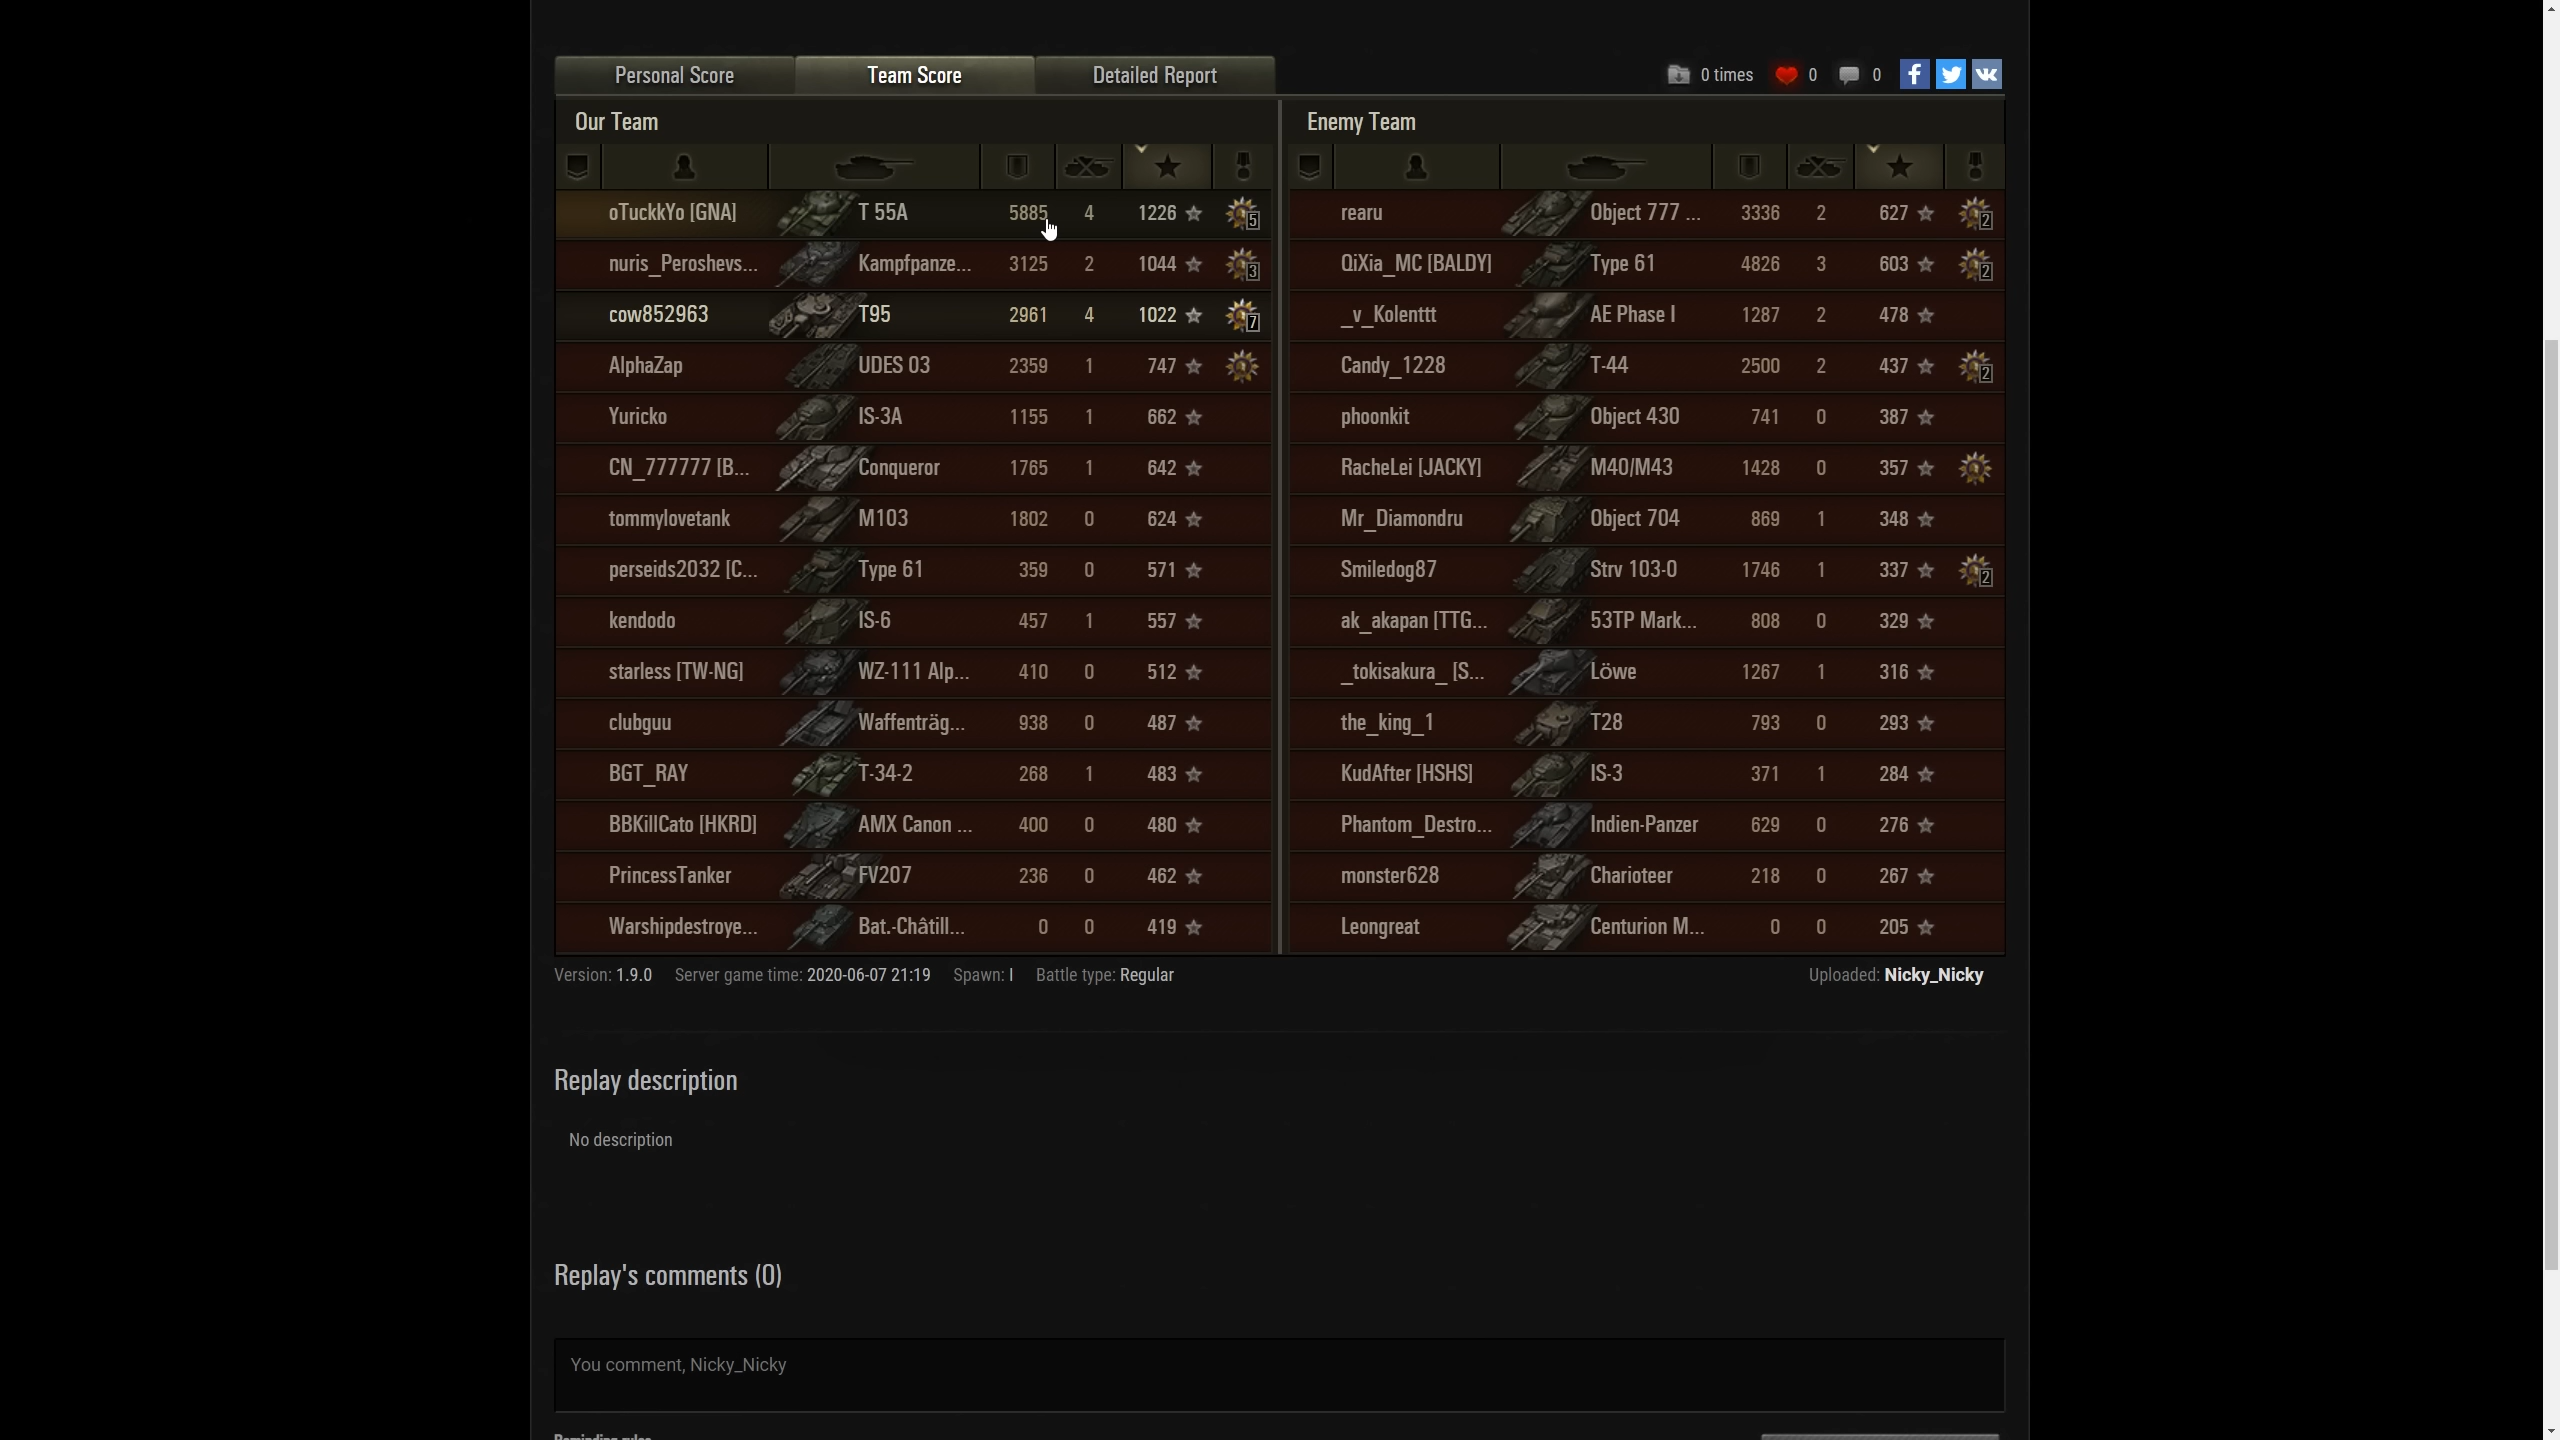 Personal Score Team Score Detailed Report 0 times 0 0
Our Team Enemy Team
oTuckkYo [GNA] T 55A 5885 4 1226 5 rearu Object 777 ... 3336 2 627 2
nuris_Peroshevs... Kampfpanze... 3125 2 1044 3 QiXia_MC [BALDY] Type 61 4826 3 603 2
cow852963 T95 2961 4 1022 7 _v_Kolenttt AE Phase I 1287 2 478
AlphaZap UDES 03 2359 1 747 Candy_1228 T-44 2500 2 437 2
Yuricko IS-3A 1155 1 662 phoonkit Object 430 741 0 387
CN_777777 [B... Conqueror 1765 1 642 RacheLei [JACKY] M40/M43 1428 0 357
tommylovetank M103 1802 0 624 Mr_Diamondru Object 704 869 1 348
perseids2032 [C... Type 61 359 0 571 Smiledog87 Strv 103-0 1746 1 337 2
kendodo IS-6 457 1 557 ak_akapan [TTG... 53TP Mark... 808 0 329
starless [TW-NG] WZ-111 Alp... 410 0 512 _tokisakura_ [S... Löwe 1267 1 316
clubguu Waffenträg... 938 0 487 the_king_1 T28 793 0 293
BGT_RAY T-34-2 268 1 483 KudAfter [HSHS] IS-3 371 1 284
BBKillCato [HKRD] AMX Canon ... 400 0 480 Phantom_Destro... Indien-Panzer 629 0 276
PrincessTanker FV207 236 0 462 monster628 Charioteer 218 0 267
Warshipdestroye... Bat.-Châtill... 0 0 419 Leongreat Centurion M... 0 0 205
Version: 1.9.0 Server game time: 2020-06-07 21:19 Spawn: I Battle type: Regular Uploaded: Nicky_Nicky
Replay description
No description
Replay's comments (0)
You comment, Nicky_Nicky